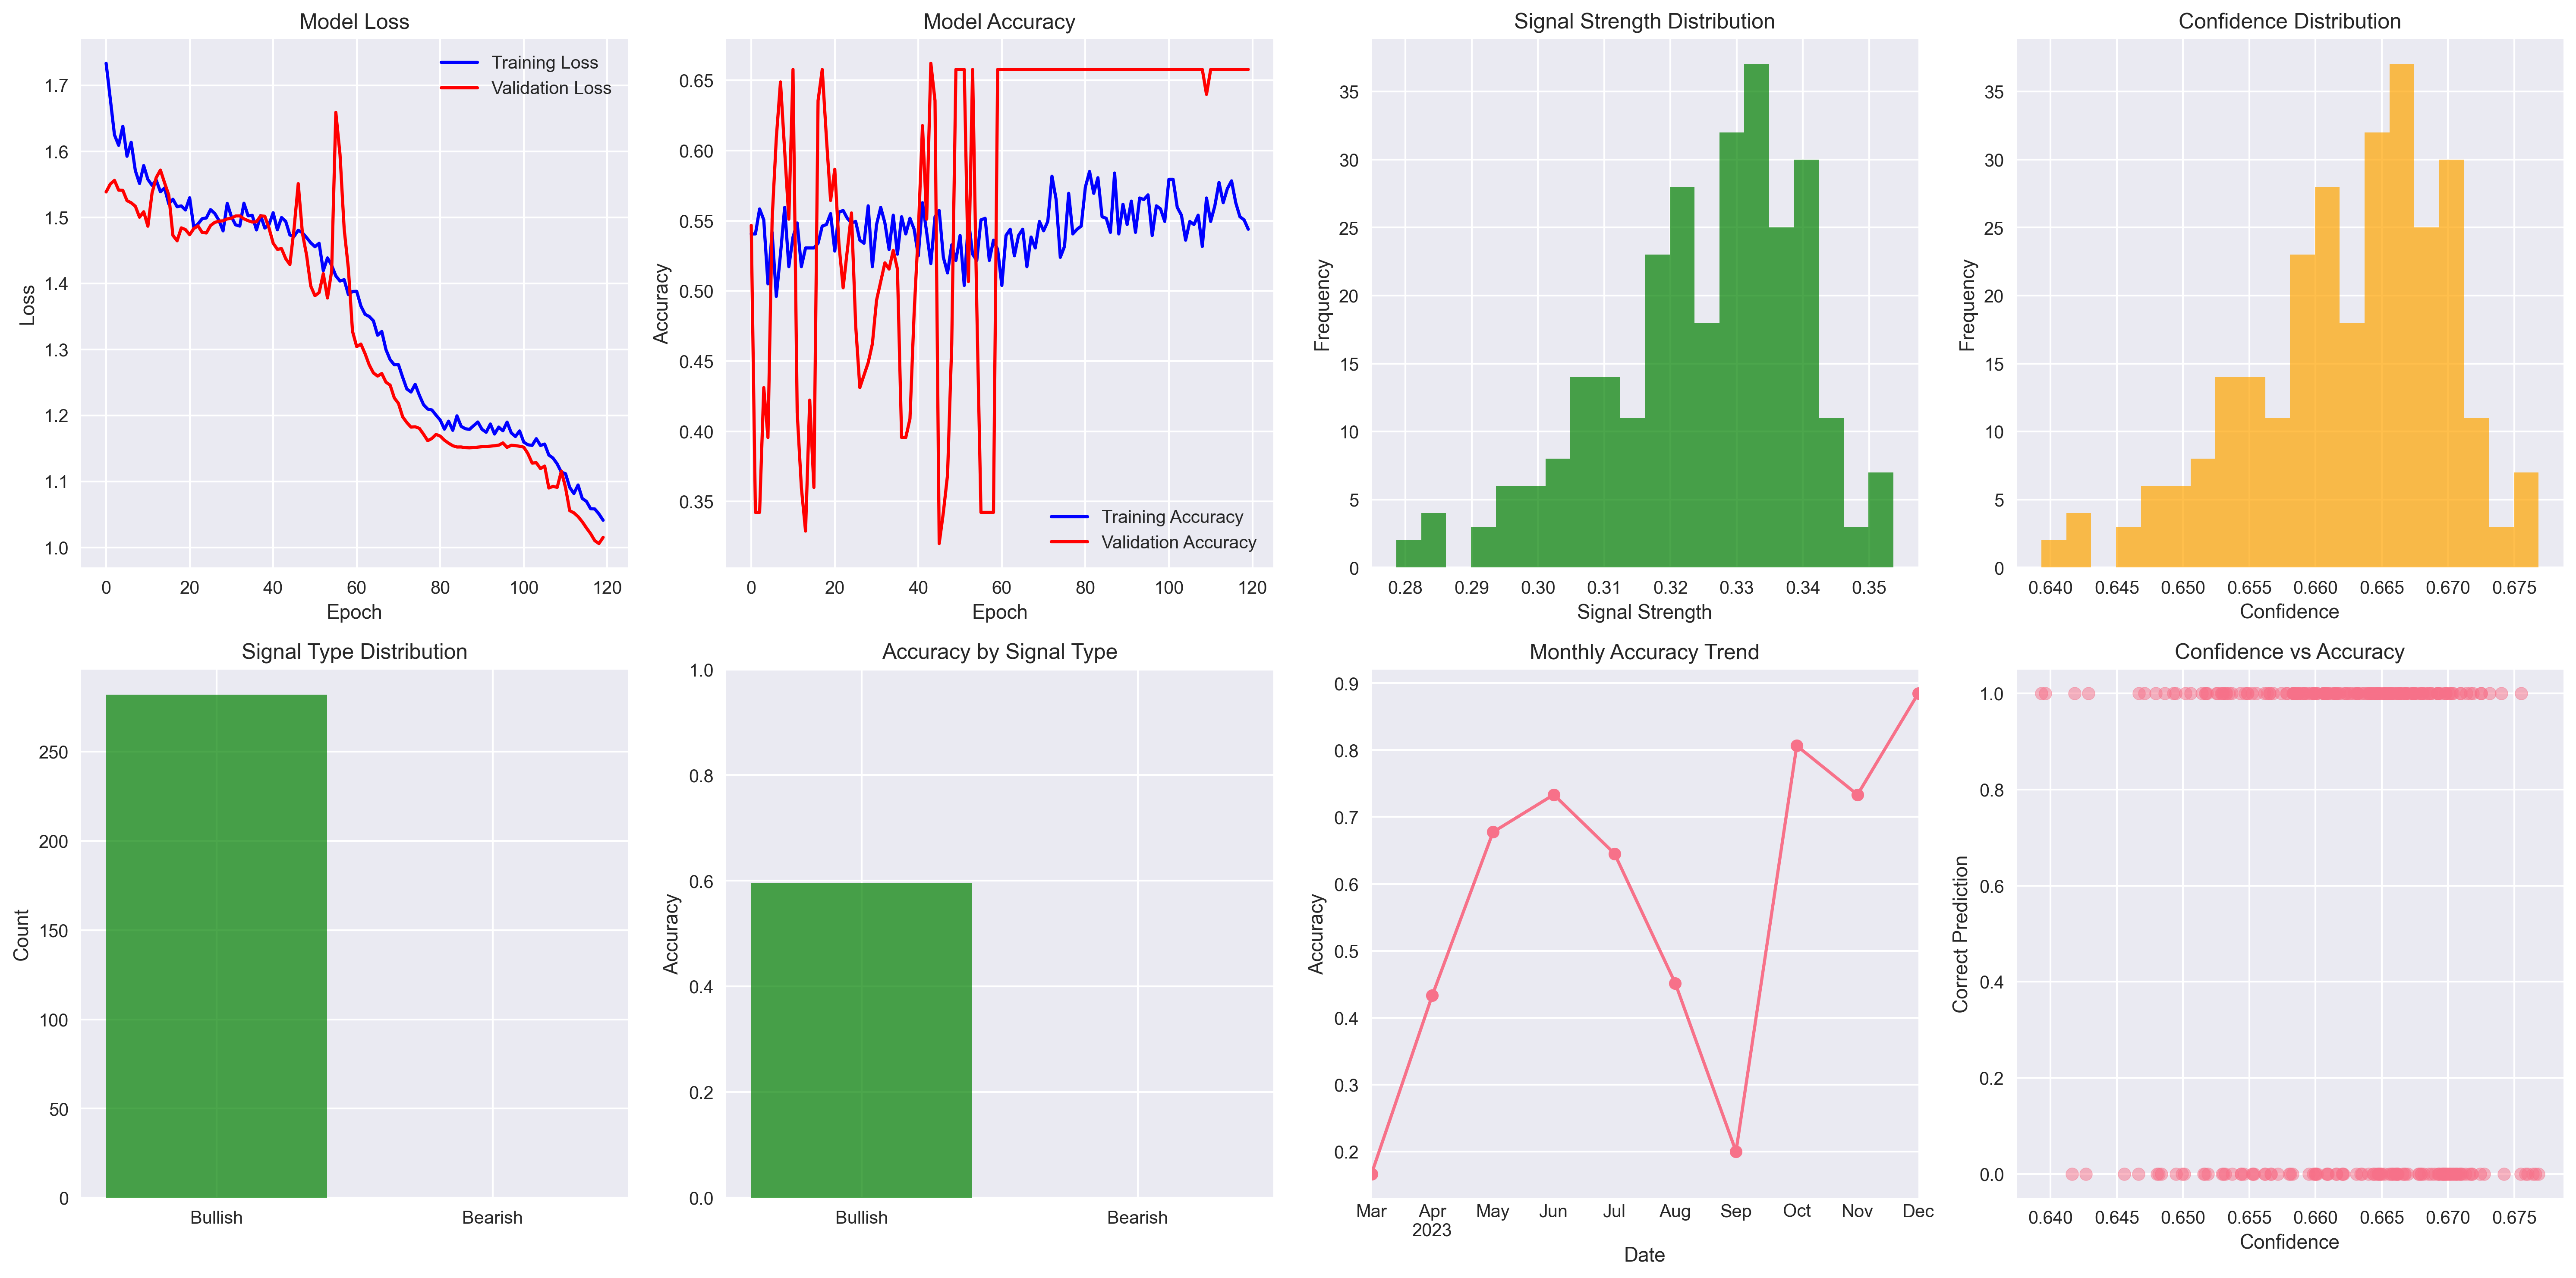 Model Loss
Training Loss
Validation Loss
1.7
1.6
1.5
1.4
1.3
1.2
1.1
1.0
Loss
0 20 40 60 80 100 120
Epoch
Model Accuracy
0.65
0.60
0.55
0.50
0.45
0.40
0.35
Accuracy
Training Accuracy
Validation Accuracy
0 20 40 60 80 100 120
Epoch
Signal Strength Distribution
35
30
25
20
15
10
5
0
Frequency
0.28 0.29 0.30 0.31 0.32 0.33 0.34 0.35
Signal Strength
Confidence Distribution
35
30
25
20
15
10
5
0
Frequency
0.640 0.645 0.650 0.655 0.660 0.665 0.670 0.675
Confidence
Signal Type Distribution
250
200
150
100
50
0
Count
Bullish Bearish
Accuracy by Signal Type
1.0
0.8
0.6
0.4
0.2
0.0
Accuracy
Bullish Bearish
Monthly Accuracy Trend
0.9
0.8
0.7
0.6
0.5
0.4
0.3
0.2
Accuracy
Mar Apr May Jun Jul Aug Sep Oct Nov Dec
2023
Date
Confidence vs Accuracy
1.0
0.8
0.6
0.4
0.2
0.0
Correct Prediction
0.640 0.645 0.650 0.655 0.660 0.665 0.670 0.675
Confidence